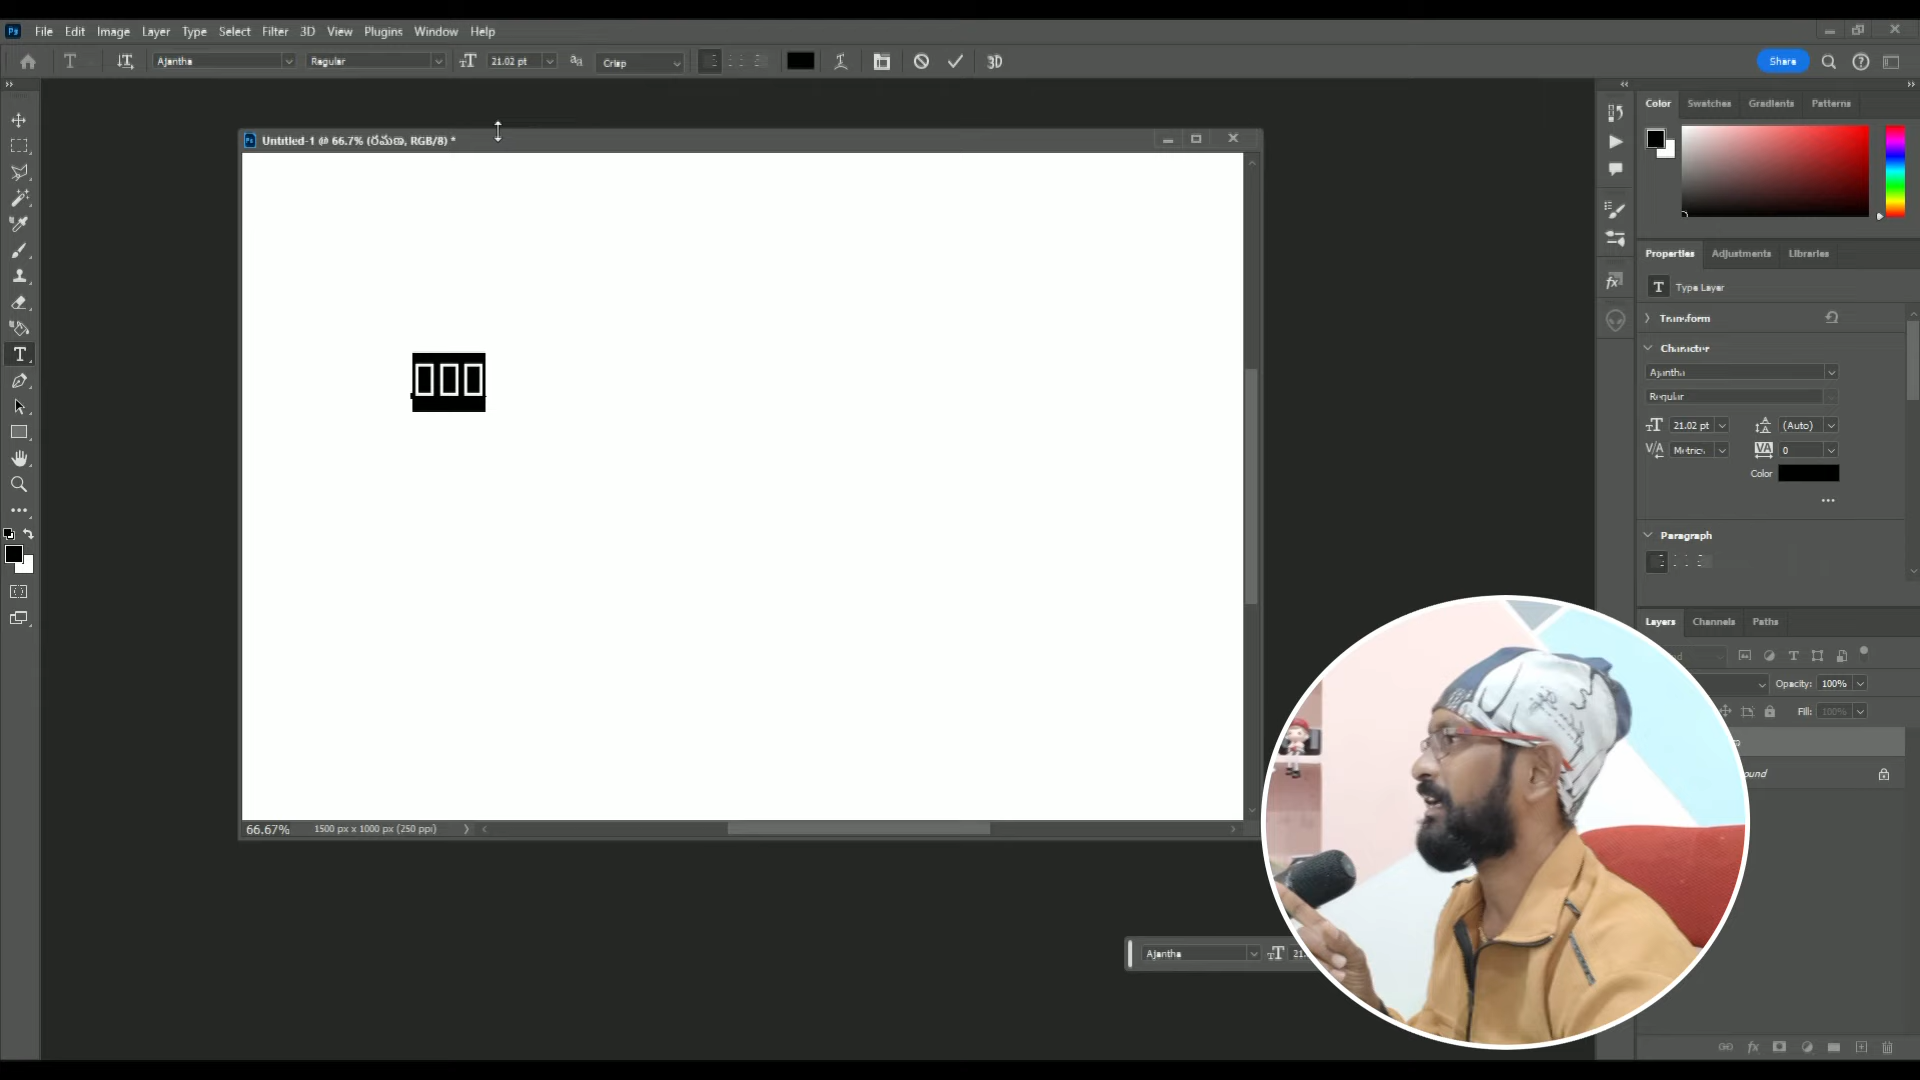 Ps File Edit Image Layer Type Select Filter 3D View Plugins Window Help
Ajantha Regular 21.02 pt Crisp 3D Share
Color Swatches Gradients Patterns
Untitled-1 @ 66.7% (రమణ, RGB/8) *
Properties Adjustments Libraries
T Type Layer
Transform
Character
Ajantha
Regular
21.02 pt (Auto)
Metrics 0
Color
Paragraph
Layers Channels Paths
Opacity: 100%
Fill: 100%
66.67% 1500 px x 1000 px (250 ppi)
Ajantha